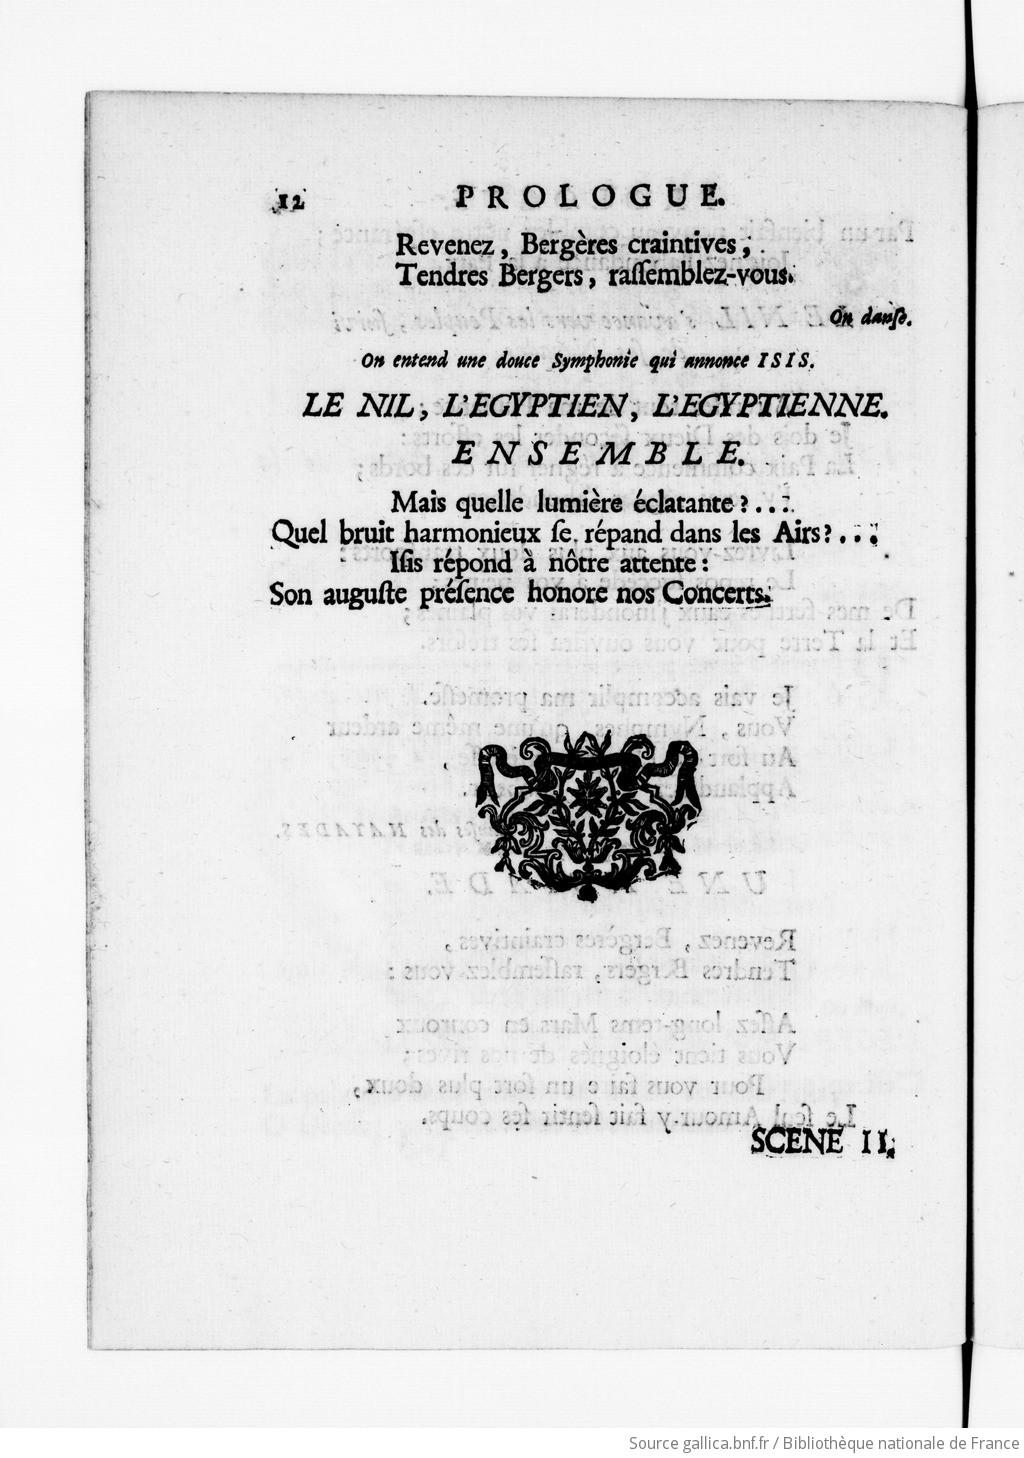 12 PROLOGUE.
Revenez, Bergères craintives;
Tendres Bergers, raſſemblez-vous.
On danſe.
On entend une douce Symphonie qui annonce ISIS.
LE NIL, L'EGYPTIEN, L'EGYPTIENNE.
ENSEMBLE.
Mais quelle lumière éclatante?...
Quel bruit harmonieux ſe répand dans les Airs?...
Iſis répond à nôtre attente:
Son auguſte préſence honore nos Concerts.
SCENE II.
Source gallica.bnf.fr / Bibliothèque nationale de France